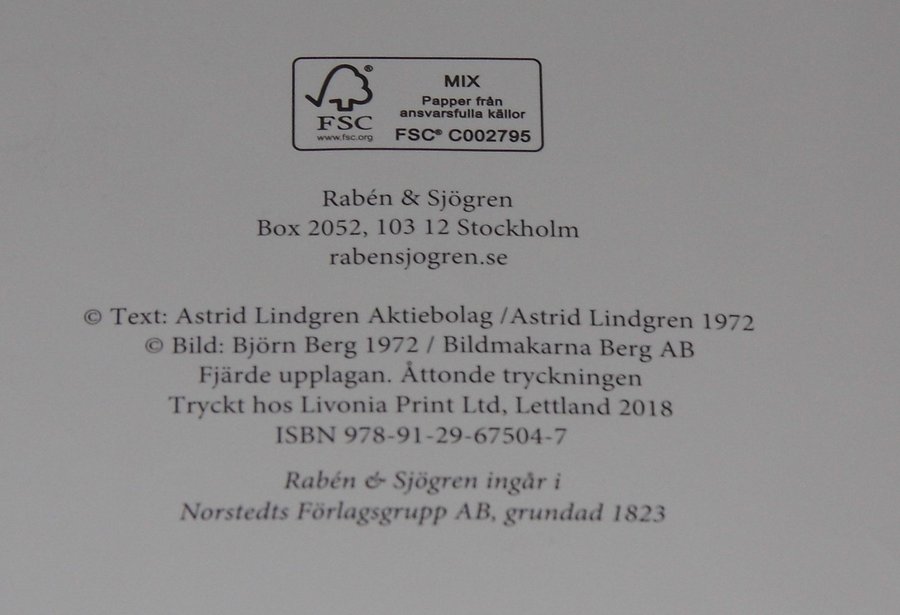 FSC®
www.fsc.org
MIX
Papper från
ansvarsfulla källor
FSC® C002795
Rabén & Sjögren
Box 2052, 103 12 Stockholm
rabensjogren.se
© Text: Astrid Lindgren Aktiebolag /Astrid Lindgren 1972
© Bild: Björn Berg 1972 / Bildmakarna Berg AB
Fjärde upplagan. Åttonde tryckningen
Tryckt hos Livonia Print Ltd, Lettland 2018
ISBN 978-91-29-67504-7
Rabén & Sjögren ingår i
Norstedts Förlagsgrupp AB, grundad 1823